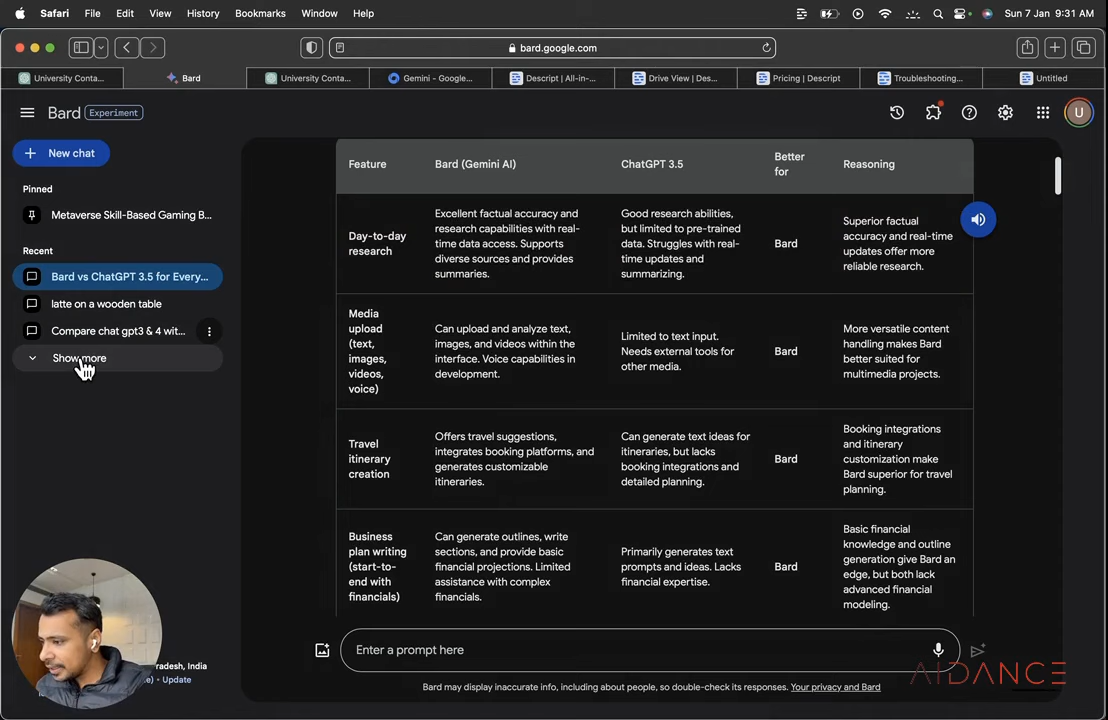 Safari File Edit View History Bookmarks Window Help Sun 7 Jan 9:31 AM
bard.google.com
University Conta... Bard University Conta... Gemini - Google... Descript | All-in-... Drive View | Des... Pricing | Descript Troubleshooting... Untitled
Bard Experiment
U
New chat
Pinned
Metaverse Skill-Based Gaming B...
Recent
Bard vs ChatGPT 3.5 for Every...
latte on a wooden table
Compare chat gpt3 & 4 wit...
Show more
Feature
Bard (Gemini AI)
ChatGPT 3.5
Better
for
Reasoning
Day-to-day
research
Excellent factual accuracy and
research capabilities with real-
time data access. Supports
diverse sources and provides
summaries.
Good research abilities,
but limited to pre-trained
data. Struggles with real-
time updates and
summarizing.
Bard
Superior factual
accuracy and real-time
updates offer more
reliable research.
Media
upload
(text,
images,
videos,
voice)
Can upload and analyze text,
images, and videos within the
interface. Voice capabilities in
development.
Limited to text input.
Needs external tools for
other media.
Bard
More versatile content
handling makes Bard
better suited for
multimedia projects.
Travel
itinerary
creation
Offers travel suggestions,
integrates booking platforms, and
generates customizable
itineraries.
Can generate text ideas for
itineraries, but lacks
booking integrations and
detailed planning.
Bard
Booking integrations
and itinerary
customization make
Bard superior for travel
planning.
Business
plan writing
(start-to-
end with
financials)
Can generate outlines, write
sections, and provide basic
financial projections. Limited
assistance with complex
financials.
Primarily generates text
prompts and ideas. Lacks
financial expertise.
Bard
Basic financial
knowledge and outline
generation give Bard an
edge, but both lack
advanced financial
modeling.
Enter a prompt here
radesh, India
• Update
Bard may display inaccurate info, including about people, so double-check its responses. Your privacy and Bard
AIDANCE